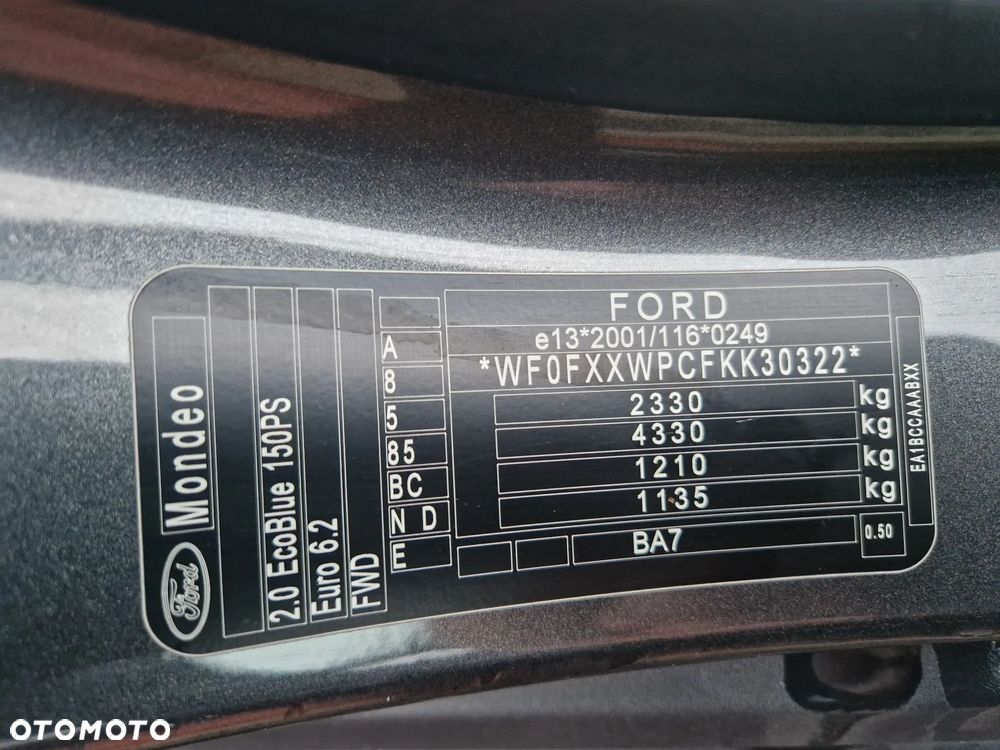 FORD
e13*2001/116*0249
*WF0FXXWPCFKK30322*
2330 kg
4330 kg
1210 kg
1135 kg
BA7
0.50
EA1BCCAAABXX
A
8
5
85
BC
N D
E
FWD
Euro 6.2
2.0 EcoBlue 150PS
Mondeo
Ford
OTOMOTO